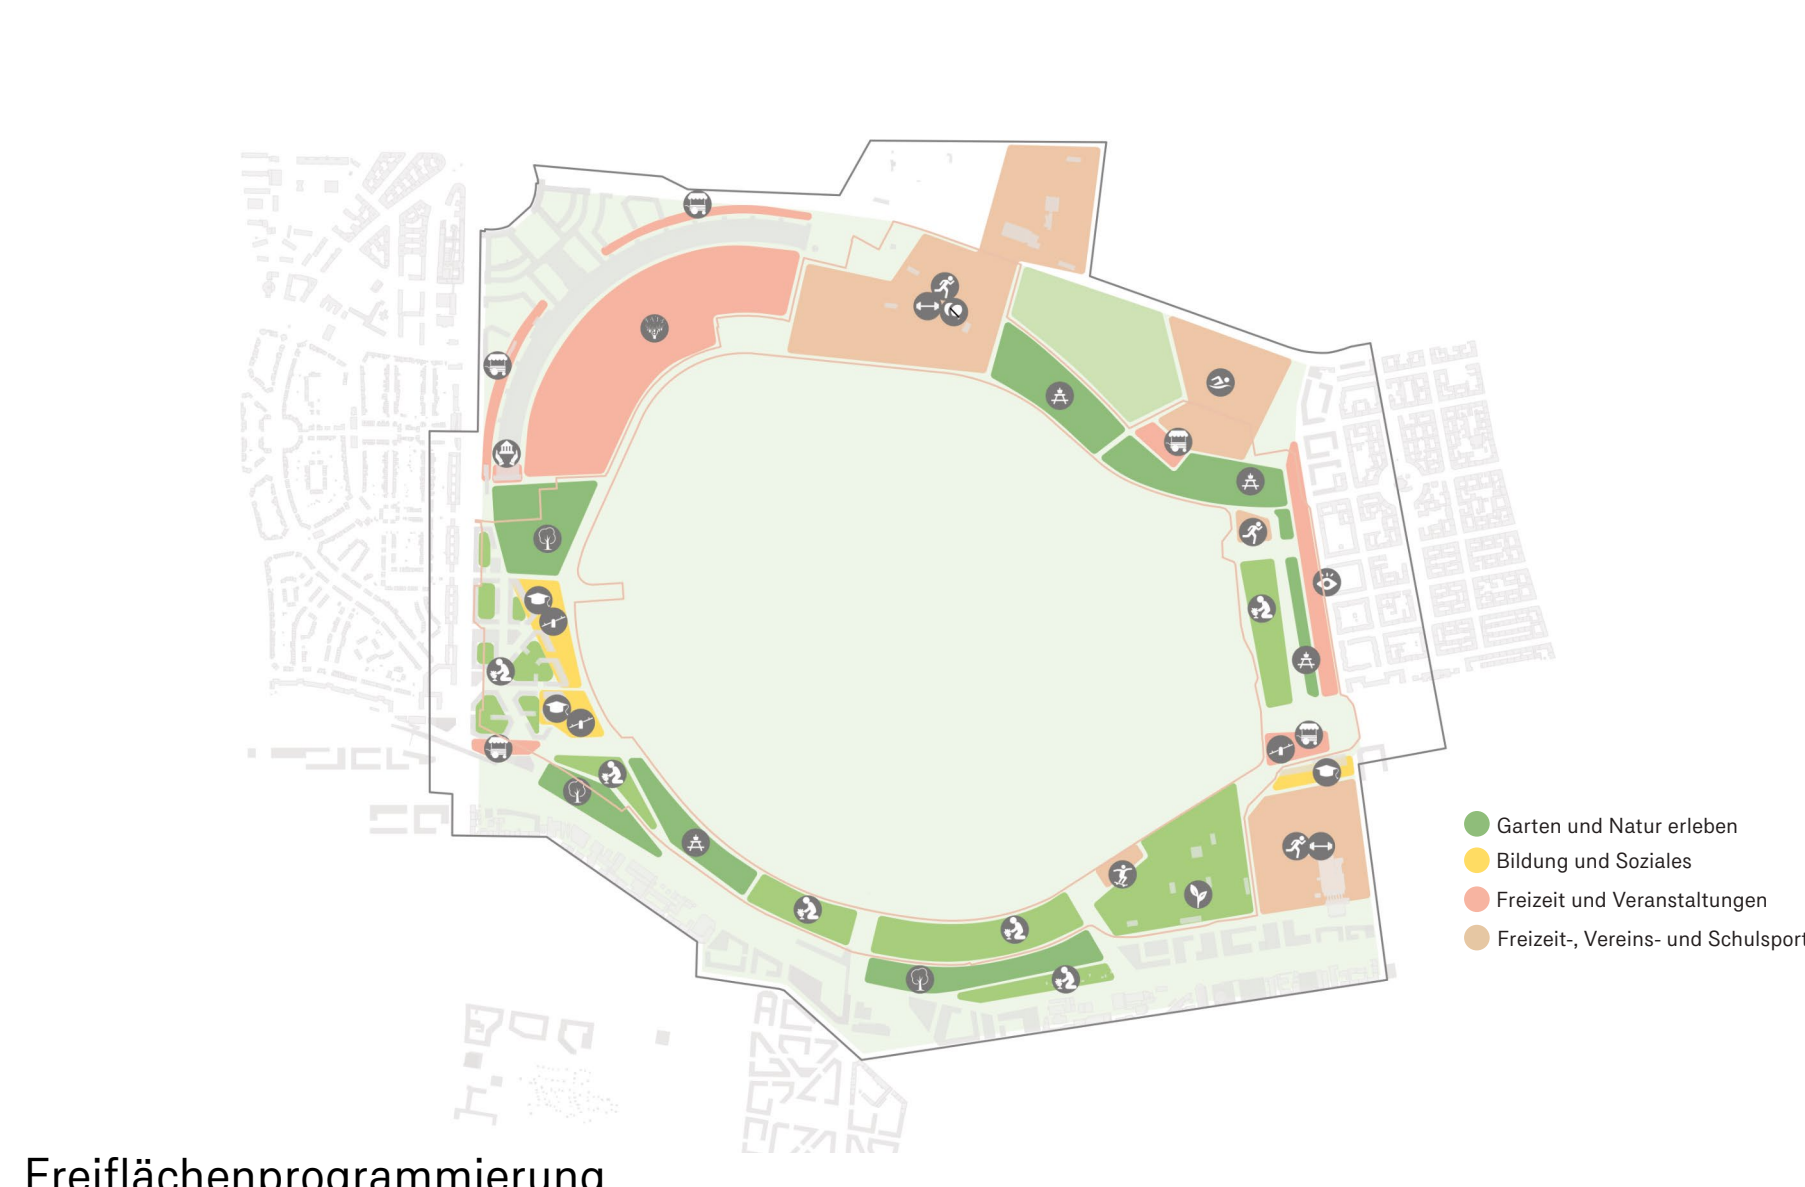 Garten und Natur erleben
Bildung und Soziales
Freizeit und Veranstaltungen
Freizeit-, Vereins- und Schulsport
Freiflächenprogrammierung